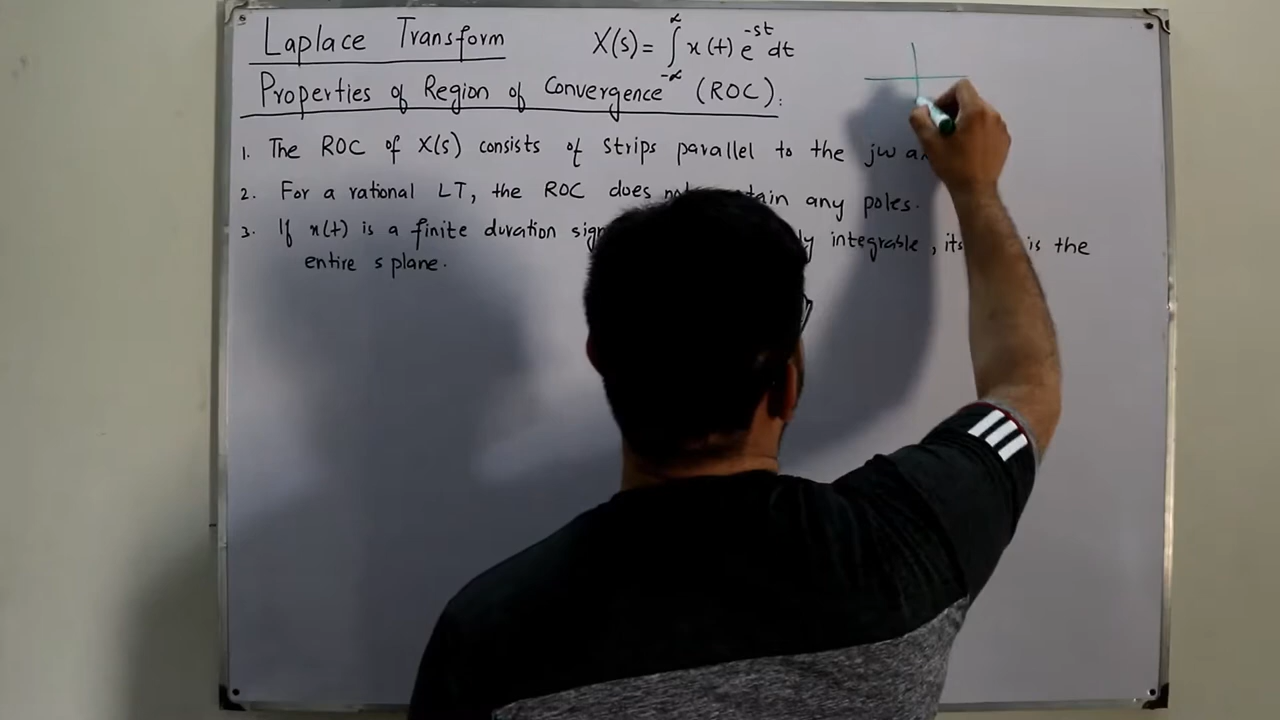 Laplace Transform X(s) = ∫_{-∝}^{∝} x(t) e^{-st} dt
Properties of Region of Convergence (ROC):
1. The ROC of X(s) consists of strips parallel to the jw
2. For a rational LT, the ROC does any poles.
3. If x(t) is a finite duration integrable, its is the
entire s plane.